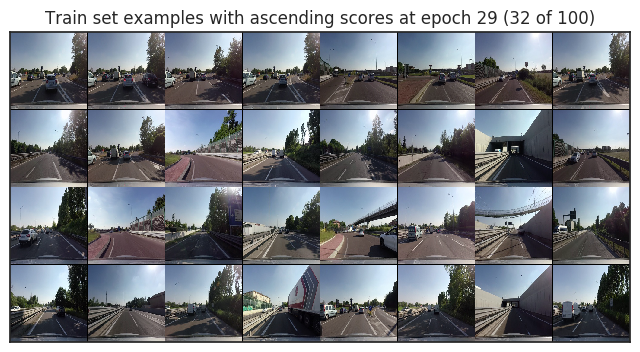 Train set examples with ascending scores at epoch 29 (32 of 100)